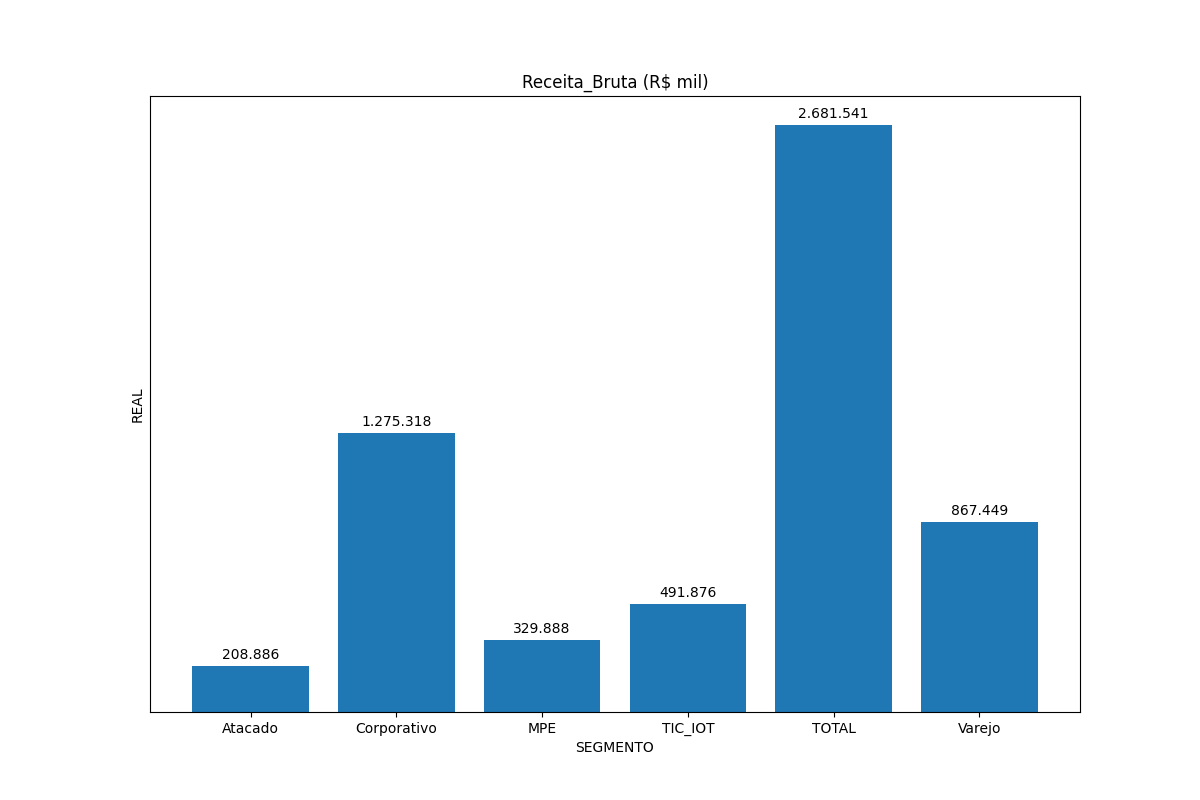 Receita_Bruta (R$ mil)
2.681.541
1.275.318
867.449
491.876
329.888
208.886
REAL
Atacado Corporativo MPE TIC_IOT TOTAL Varejo
SEGMENTO